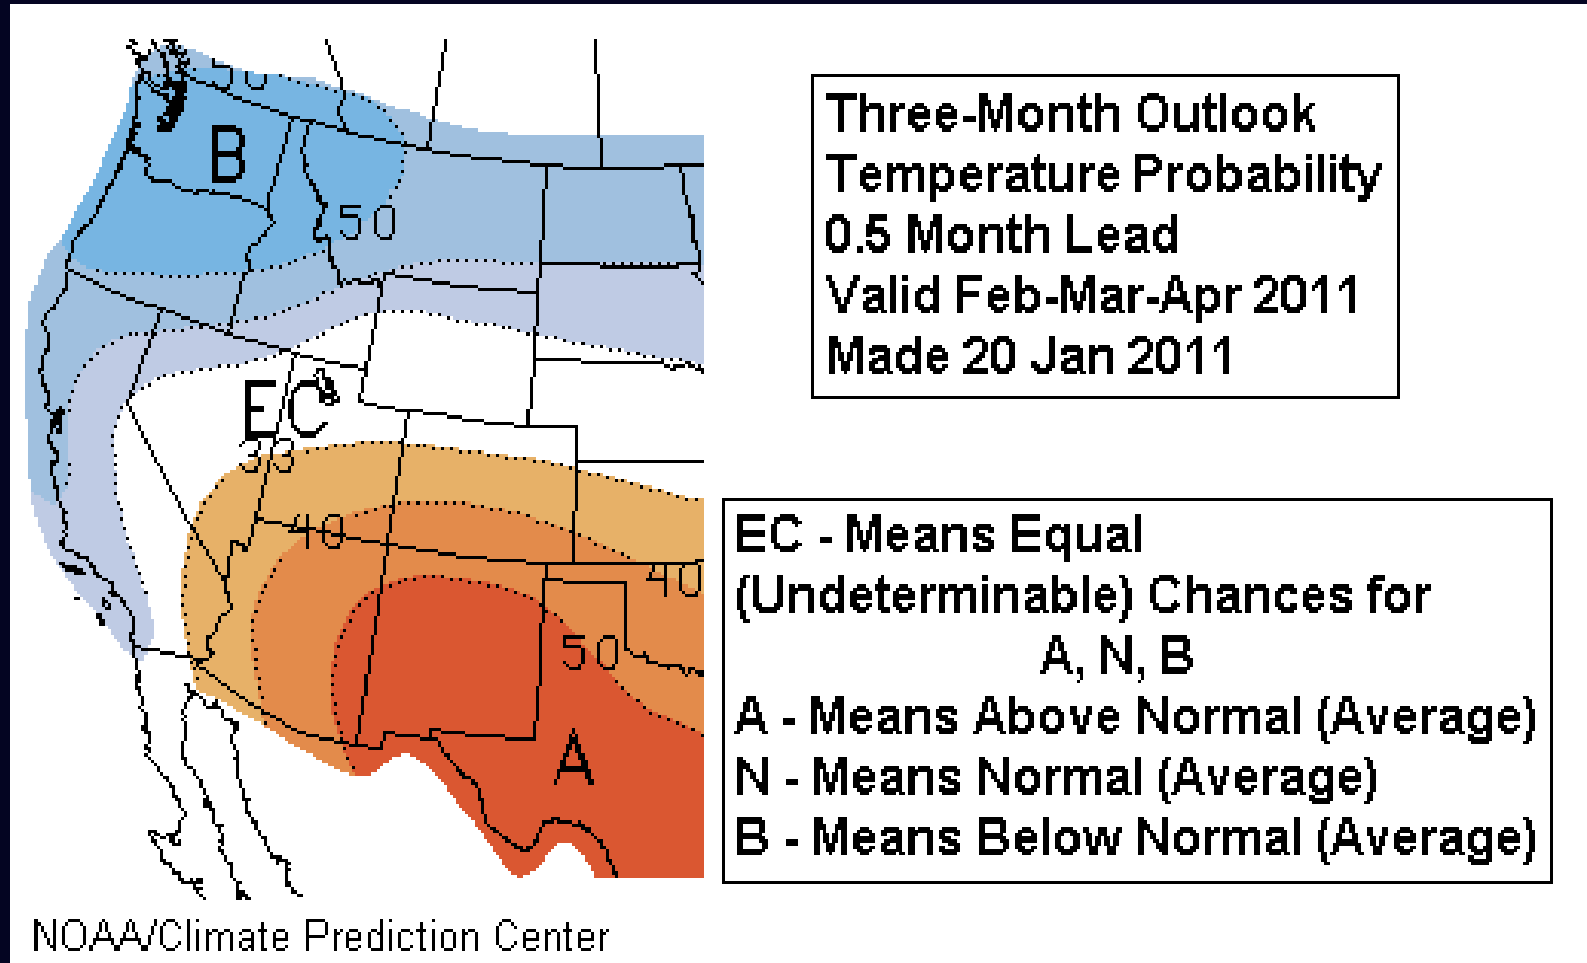 50
B
50
EC
33
40
40
50
A
Three-Month Outlook
Temperature Probability
0.5 Month Lead
Valid Feb-Mar-Apr 2011
Made 20 Jan 2011
EC - Means Equal
(Undeterminable) Chances for
A, N, B
A - Means Above Normal (Average)
N - Means Normal (Average)
B - Means Below Normal (Average)
NOAA/Climate Prediction Center